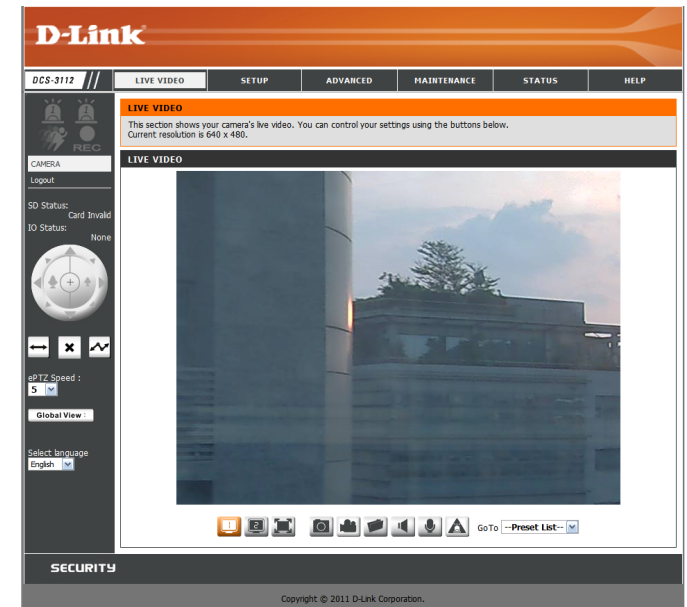 D-Link
DCS-3112
LIVE VIDEO
SETUP
ADVANCED
MAINTENANCE
STATUS
HELP
REC
CAMERA
Logout
SD Status:
Card Invalid
IO Status:
None
ePTZ Speed :
5
Global View :
Select language
English
LIVE VIDEO
This section shows your camera's live video. You can control your settings using the buttons below.
Current resolution is 640 x 480.
LIVE VIDEO
1
2
GoTo
--Preset List--
SECURITY
Copyright © 2011 D-Link Corporation.